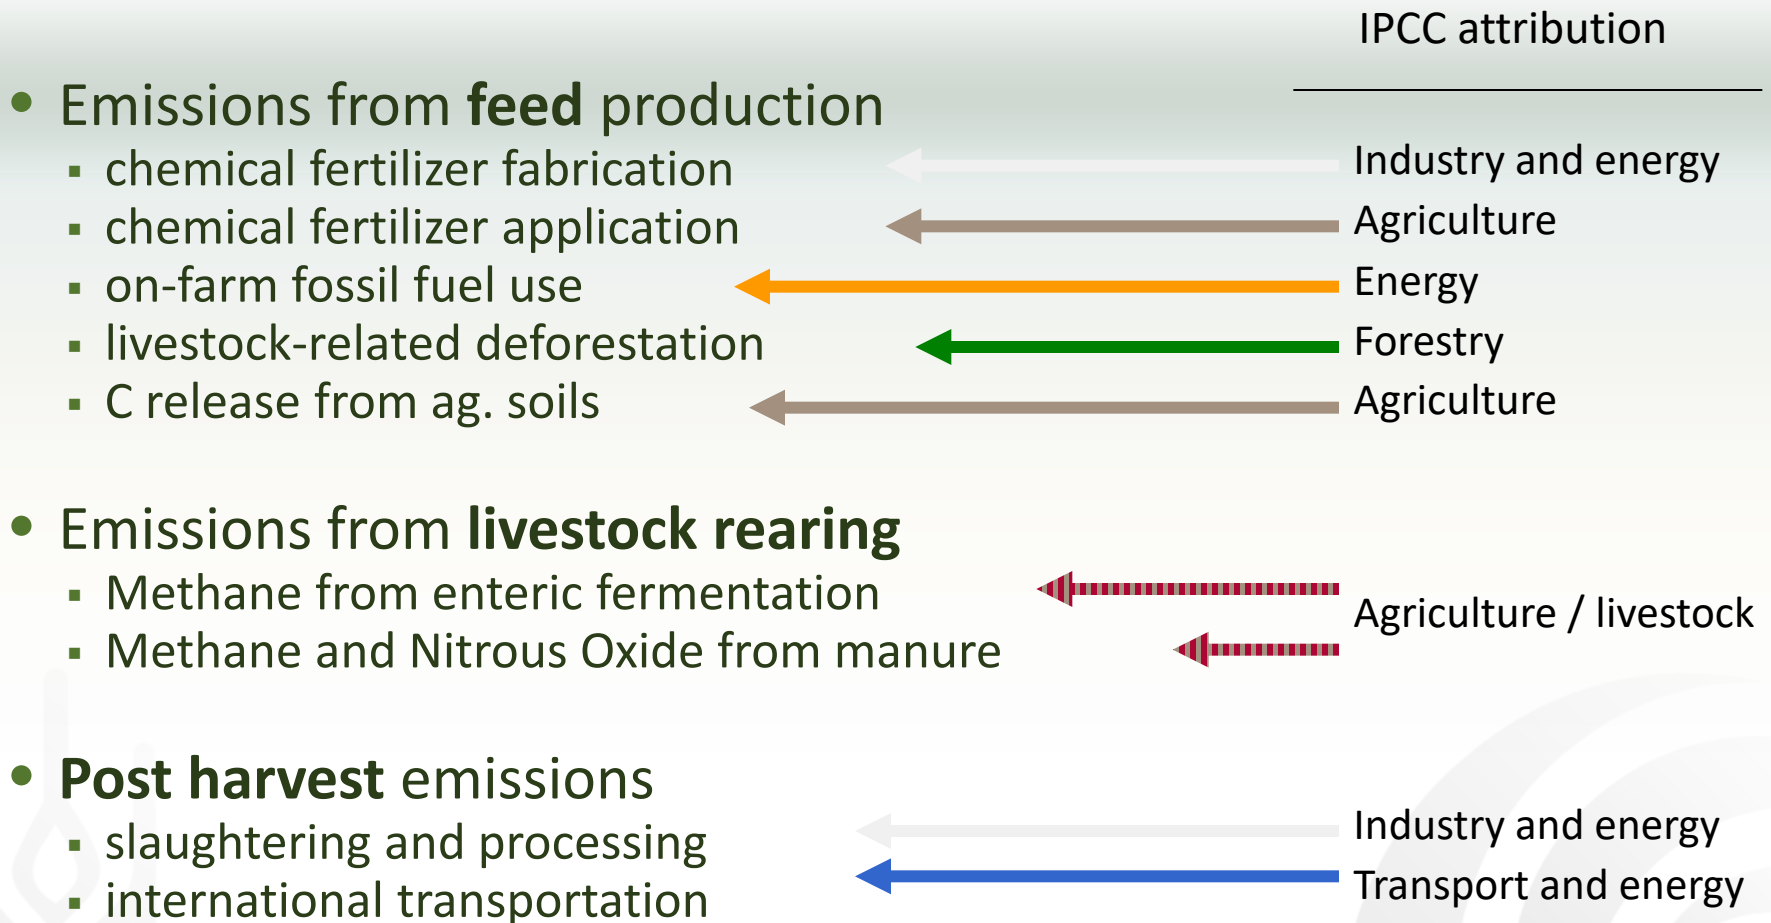 IPCC attribution
• Emissions from feed production
▪ chemical fertilizer fabrication Industry and energy
▪ chemical fertilizer application Agriculture
▪ on-farm fossil fuel use Energy
▪ livestock-related deforestation Forestry
▪ C release from ag. soils Agriculture
• Emissions from livestock rearing
▪ Methane from enteric fermentation
Agriculture / livestock
▪ Methane and Nitrous Oxide from manure
• Post harvest emissions
▪ slaughtering and processing Industry and energy
▪ international transportation Transport and energy